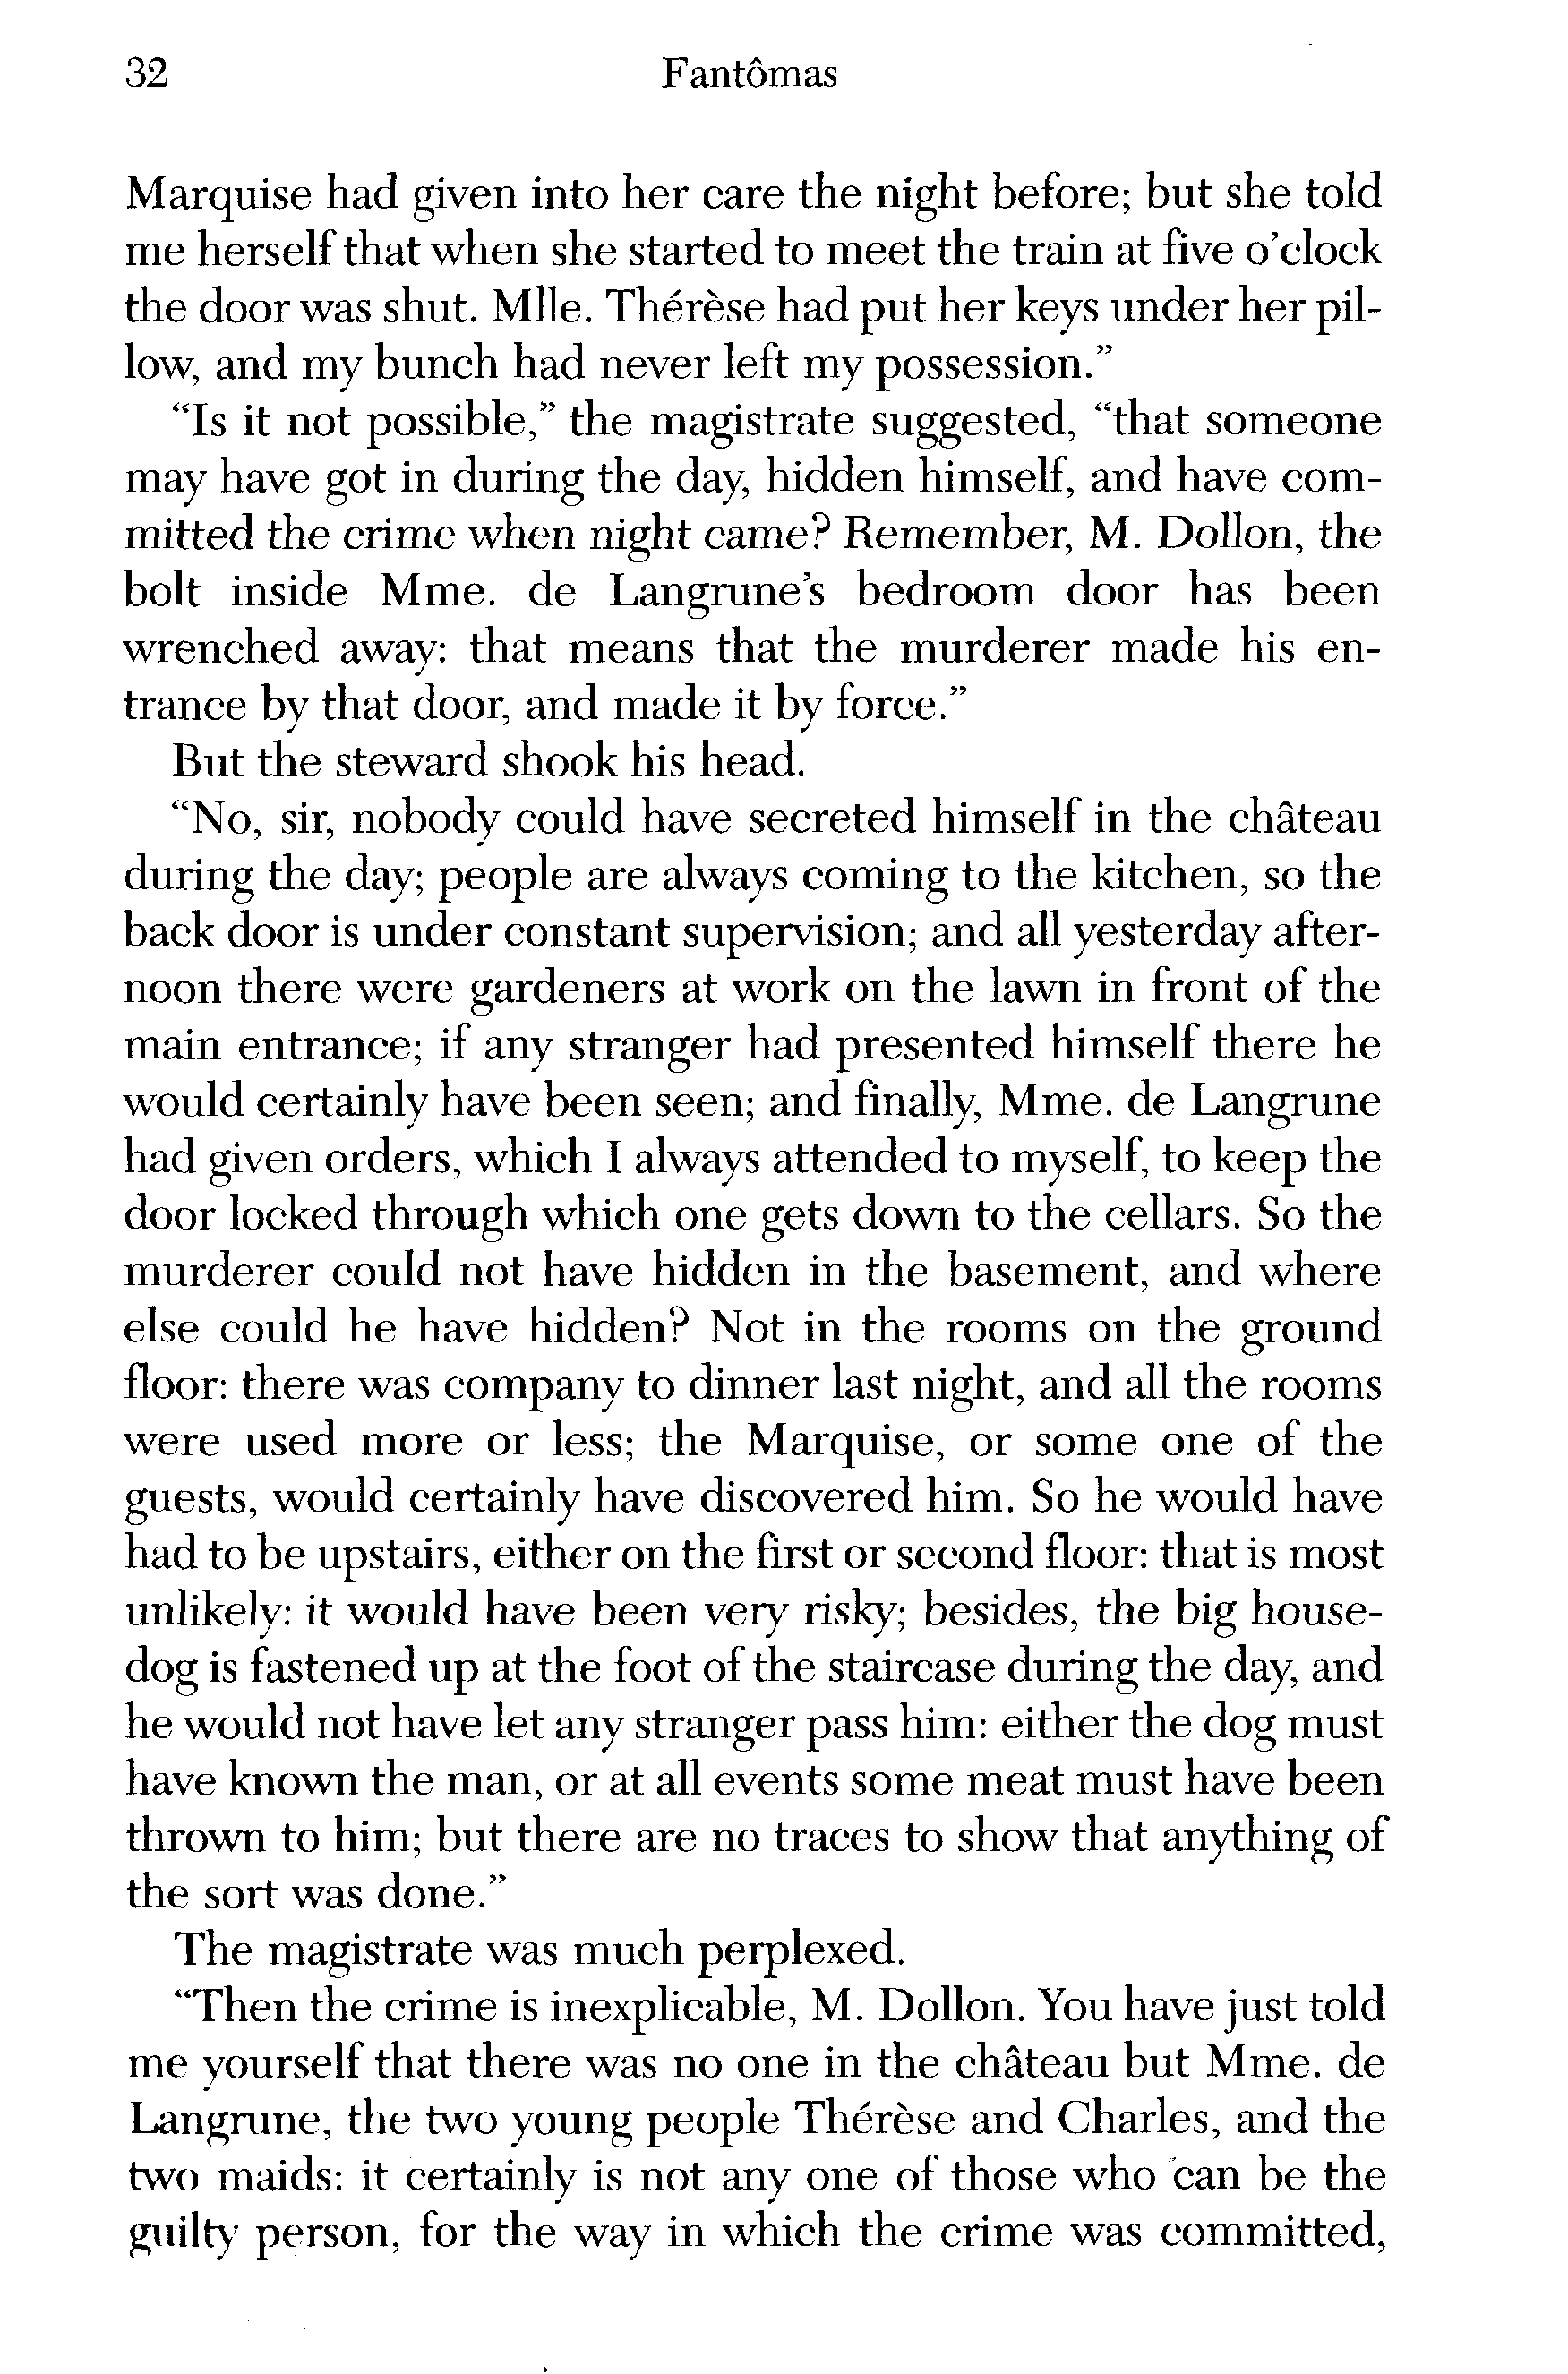 32 Fantômas
Marquise had given into her care the night before; but she told
me herself that when she started to meet the train at five o’clock
the door was shut. Mlle. Thérèse had put her keys under her pil-
low, and my bunch had never left my possession.”
“Is it not possible,” the magistrate suggested, “that someone
may have got in during the day, hidden himself, and have com-
mitted the crime when night came? Remember, M. Dollon, the
bolt inside Mme. de Langrune’s bedroom door has been
wrenched away: that means that the murderer made his en-
trance by that door, and made it by force.”
But the steward shook his head.
“No, sir, nobody could have secreted himself in the château
during the day; people are always coming to the kitchen, so the
back door is under constant supervision; and all yesterday after-
noon there were gardeners at work on the lawn in front of the
main entrance; if any stranger had presented himself there he
would certainly have been seen; and finally, Mme. de Langrune
had given orders, which I always attended to myself, to keep the
door locked through which one gets down to the cellars. So the
murderer could not have hidden in the basement, and where
else could he have hidden? Not in the rooms on the ground
floor: there was company to dinner last night, and all the rooms
were used more or less; the Marquise, or some one of the
guests, would certainly have discovered him. So he would have
had to be upstairs, either on the first or second floor: that is most
unlikely: it would have been very risky; besides, the big house-
dog is fastened up at the foot of the staircase during the day, and
he would not have let any stranger pass him: either the dog must
have known the man, or at all events some meat must have been
thrown to him; but there are no traces to show that anything of
the sort was done.”
The magistrate was much perplexed.
“Then the crime is inexplicable, M. Dollon. You have just told
me yourself that there was no one in the château but Mme. de
Langrune, the two young people Thérèse and Charles, and the
two maids: it certainly is not any one of those who can be the
guilty person, for the way in which the crime was committed,